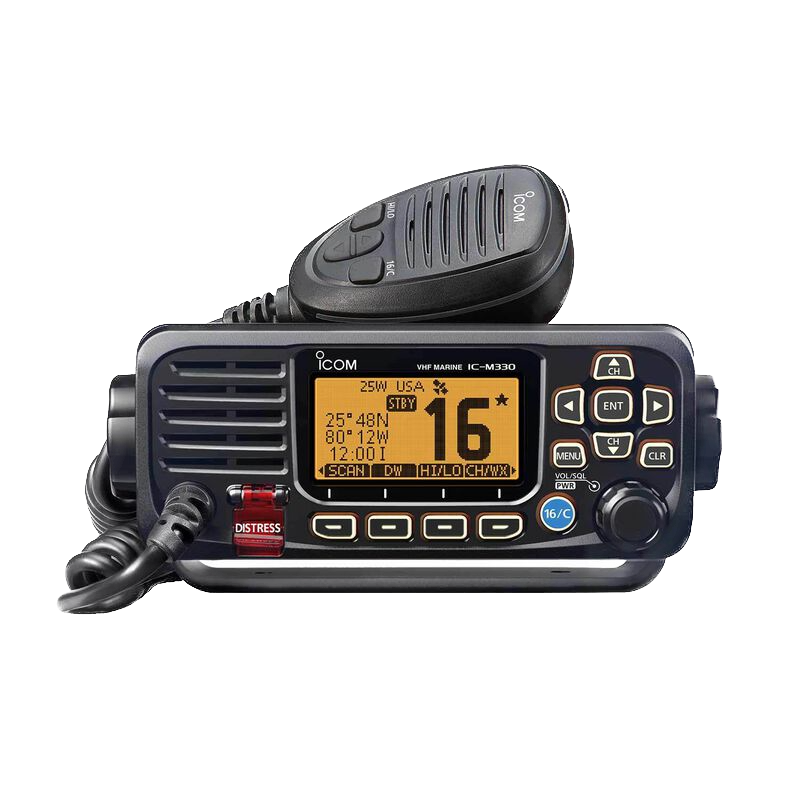 HI/LO
16/C
ICOM
ICOM
VHF MARINE IC-M330
25W USA
STBY
25°48N
80°12W
12:00I
16★
SCAN DW HI/LO CH/WX
DISTRESS
CH
ENT
CH
MENU
CLR
VOL/SQL
PWR
16/C